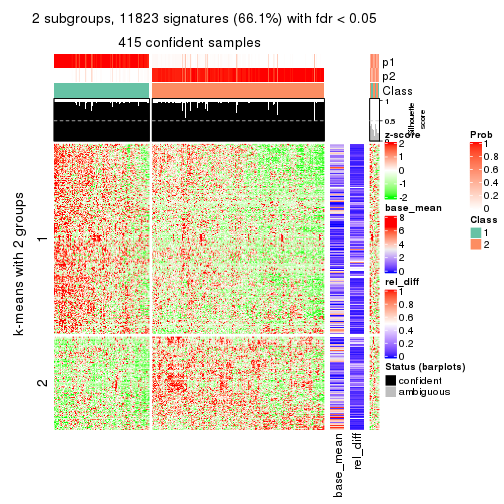 2 subgroups, 11823 signatures (66.1%) with fdr < 0.05
415 confident samples
p1
p2
Class
1
0.5
0
Silhouette
score
k-means with 2 groups
1
2
base_mean
rel_diff
z-score
2
1
0
-1
-2
base_mean
8
6
4
2
0
rel_diff
1
0.8
0.6
0.4
0.2
0
Status (barplots)
confident
ambiguous
Prob
1
0.8
0.6
0.4
0.2
0
Class
1
2